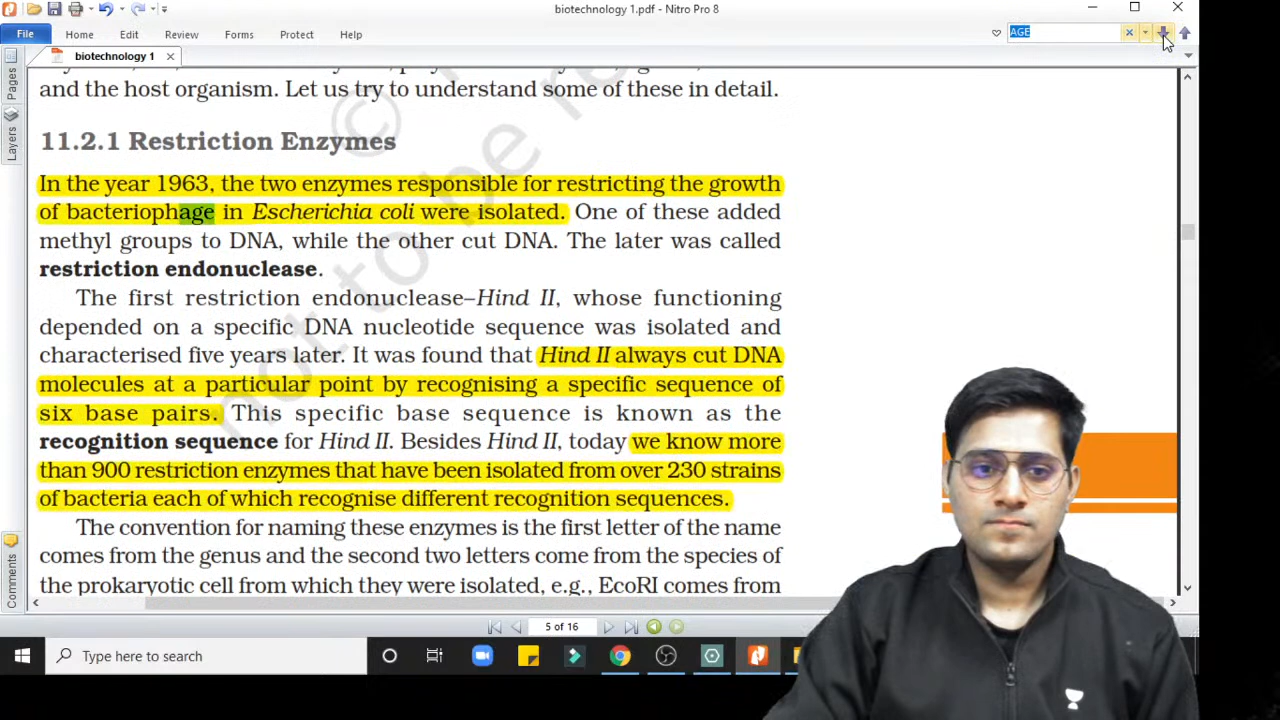 biotechnology 1.pdf - Nitro Pro 8
File Home Edit Review Forms Protect Help
AGE
biotechnology 1
Pages
Layers
Comments
and the host organism. Let us try to understand some of these in detail.
11.2.1 Restriction Enzymes
In the year 1963, the two enzymes responsible for restricting the growth
of bacteriophage in Escherichia coli were isolated. One of these added
methyl groups to DNA, while the other cut DNA. The later was called
restriction endonuclease.
The first restriction endonuclease–Hind II, whose functioning
depended on a specific DNA nucleotide sequence was isolated and
characterised five years later. It was found that Hind II always cut DNA
molecules at a particular point by recognising a specific sequence of
six base pairs. This specific base sequence is known as the
recognition sequence for Hind II. Besides Hind II, today we know more
than 900 restriction enzymes that have been isolated from over 230 strains
of bacteria each of which recognise different recognition sequences.
The convention for naming these enzymes is the first letter of the name
comes from the genus and the second two letters come from the species of
the prokaryotic cell from which they were isolated, e.g., EcoRI comes from
© not to be re
5 of 16
Type here to search